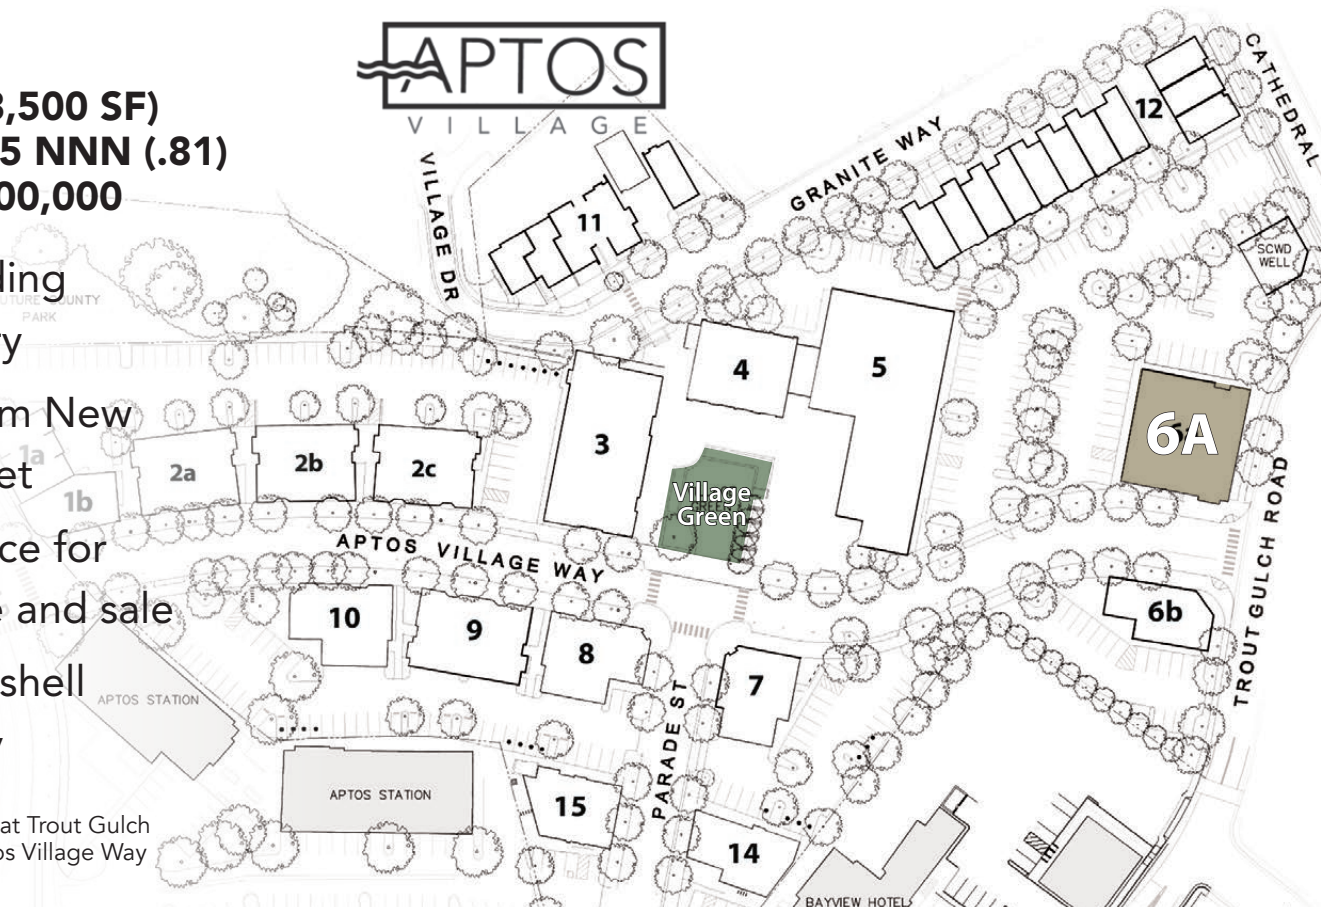 APTOS
VILLAGE
3,500 SF)
5 NNN (.81)
00,000
ding
ry
m New
et
ce for
e and sale
shell
at Trout Gulch
os Village Way
VILLAGE DR
GRANITE WAY
CATHEDRAL
12
11
SCWD
WELL
UTURE COUNTY
PARK
4
5
3
6A
1a
1b
2a
2b
2c
Village
Green
APTOS VILLAGE WAY
TROUT GULCH ROAD
10
9
8
7
6b
PARADE ST
APTOS STATION
APTOS STATION
15
14
BAYVIEW HOTEL